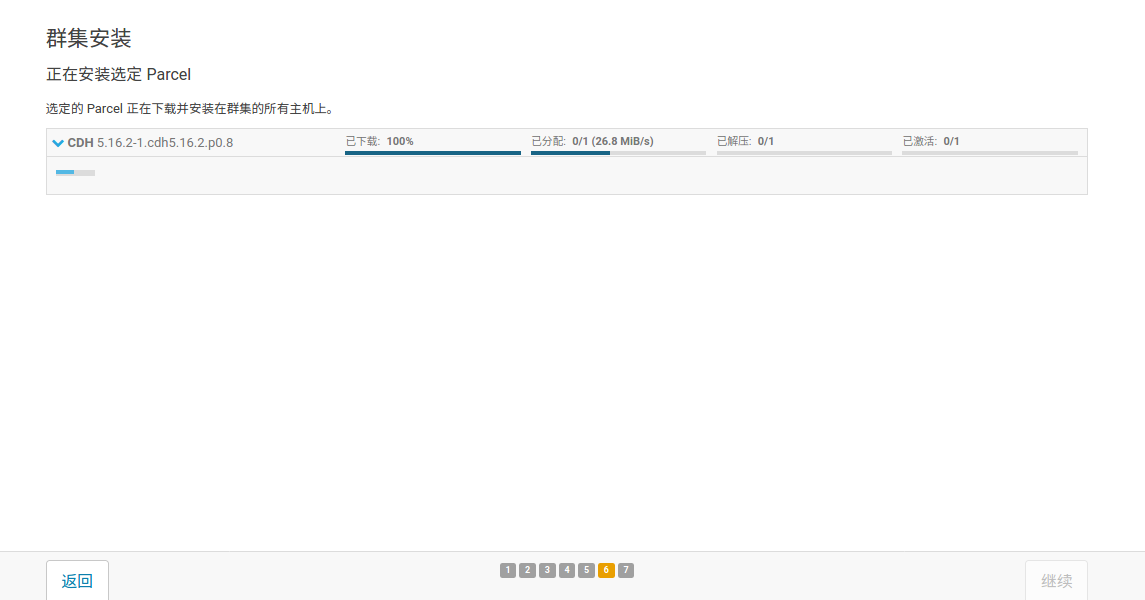 群集安装
正在安装选定 Parcel
选定的 Parcel 正在下载并安装在群集的所有主机上。
CDH 5.16.2-1.cdh5.16.2.p0.8 已下载: 100% 已分配: 0/1 (26.8 MiB/s) 已解压: 0/1 已激活: 0/1
返回 1 2 3 4 5 6 7 继续